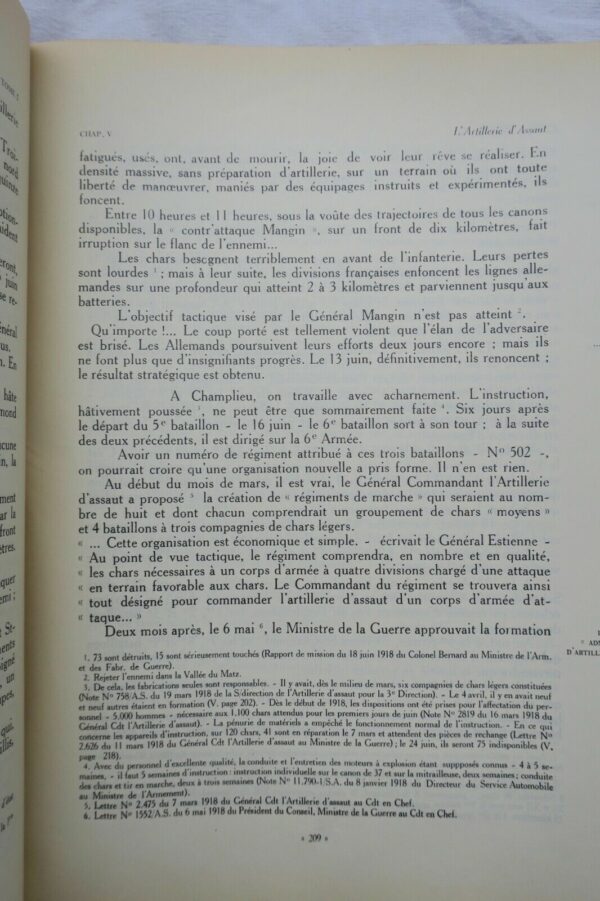 CHAP. V
L'Artillerie d'Assaut
fatigués, usés, ont, avant de mourir, la joie de voir leur rêve se réaliser. En
densité massive, sans préparation d'artillerie, sur un terrain où ils ont toute
liberté de manœuvrer, maniés par des équipages instruits et expérimentés, ils
foncent.
Entre 10 heures et 11 heures, sous la voûte des trajectoires de tous les canons
disponibles, la « contr'attaque Mangin », sur un front de dix kilomètres, fait
irruption sur le flanc de l'ennemi...
Les chars besognent terriblement en avant de l'infanterie. Leurs pertes
sont lourdes ¹ ; mais à leur suite, les divisions françaises enfoncent les lignes alle-
mandes sur une profondeur qui atteint 2 à 3 kilomètres et parviennent jusqu'aux
batteries.
L'objectif tactique visé par le Général Mangin n'est pas atteint ².
Qu'importe !... Le coup porté est tellement violent que l'élan de l'adversaire
est brisé. Les Allemands poursuivent leurs efforts deux jours encore ; mais ils
ne font plus que d'insignifiants progrès. Le 13 juin, définitivement, ils renoncent ;
le résultat stratégique est obtenu.
A Champlieu, on travaille avec acharnement. L'instruction,
hâtivement poussée ³, ne peut être que sommairement faite ⁴. Six jours après
le départ du 5e bataillon - le 16 juin - le 6e bataillon sort à son tour ; à la suite
des deux précédents, il est dirigé sur la 6e Armée.
Avoir un numéro de régiment attribué à ces trois bataillons - N° 502 -,
on pourrait croire qu'une organisation nouvelle a pris forme. Il n'en est rien.
Au début du mois de mars, il est vrai, le Général Commandant l'Artillerie
d'assaut a proposé ⁵ la création de « régiments de marche » qui seraient au nom-
bre de huit et dont chacun comprendrait un groupement de chars « moyens »
et 4 bataillons à trois compagnies de chars légers.
« ... Cette organisation est économique et simple. - écrivait le Général Estienne -
« Au point de vue tactique, le régiment comprendra, en nombre et en qualité,
« les chars nécessaires à un corps d'armée à quatre divisions chargé d'une attaque
« en terrain favorable aux chars. Le Commandant du régiment se trouvera ainsi
« tout désigné pour commander l'artillerie d'assaut d'un corps d'armée d'at-
« taque... »
Deux mois après, le 6 mai ⁶, le Ministre de la Guerre approuvait la formation
1. 73 sont détruits, 15 sont sérieusement touchés (Rapport de mission du 18 juin 1918 du Colonel Bernard au Ministre de l'Arm.
et des Fabr. de Guerre).
2. Rejeter l'ennemi dans la Vallée du Matz.
3. De cela, les fabrications seules sont responsables. - Il y avait, dès le milieu de mars, six compagnies de chars légers constituées
(Note N° 758/A.S. du 19 mars 1918 de la S/direction de l'Artillerie d'assaut pour la 3e Direction). - Le 4 avril, il y en avait neuf
et neuf autres étaient en formation (V. page 202). - Dès le début de 1918, les dispositions ont été prises pour l'affectation du per-
sonnel - 5.000 hommes - nécessaire aux 1.100 chars attendus pour les premiers jours de juin (Note N° 2819 du 16 mars 1918 du
Général Cdt l'Artillerie d'assaut). - La pénurie de matériels a empêché le fonctionnement normal de l'instruction. - En ce qui
concerne les appareils d'instruction, sur 120 chars, 41 sont en réparation le 7 mars et attendent des pièces de rechange (Lettre N°
2.626 du 11 mars 1918 du Général Cdt l'Artillerie d'assaut au Ministre de la Guerre) ; le 24 juin, ils seront 75 indisponibles (V.
page 218).
4. Avec du personnel d'excellente qualité, la conduite et l'entretien des moteurs à explosion étant supposés connus - 4 à 5 se-
maines, - il faut 5 semaines d'instruction : instruction individuelle sur le canon de 37 et sur la mitrailleuse, deux semaines ; conduite
des chars et tir en marche, deux à trois semaines (Note N° 11.790-1/S.A. du 8 janvier 1918 du Directeur du Service Automobile
au Ministre de l'Armement).
5. Lettre N° 2.475 du 7 mars 1918 du Général Cdt l'Artillerie d'assaut au Cdt en Chef.
6. Lettre N° 1552/A.S. du 6 mai 1918 du Président du Conseil, Ministre de la Guerre au Cdt en Chef.
« 209 »